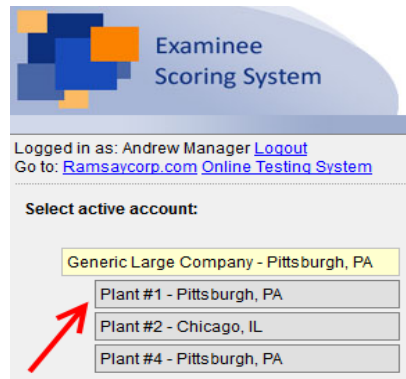 Examinee
Scoring System
Logged in as: Andrew Manager Logout
Go to: Ramsaycorp.com Online Testing System
Select active account:
Generic Large Company - Pittsburgh, PA
Plant #1 - Pittsburgh, PA
Plant #2 - Chicago, IL
Plant #4 - Pittsburgh, PA